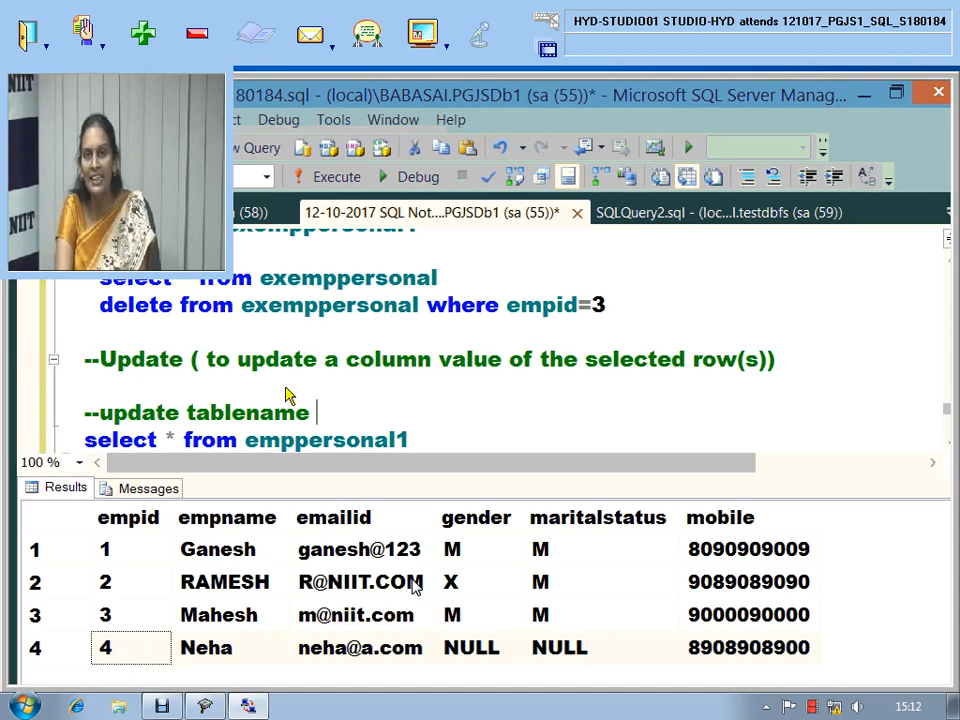 HYD-STUDIO01 STUDIO-HYD attends 121017_PGJS1_SQL_S180184
NIIT
NIIT
80184.sql - (local)\BABASAI.PGJSDb1 (sa (55))* - Microsoft SQL Server Manag...
ct Debug Tools Window Help
w Query
Execute Debug
(58)) 12-10-2017 SQL Not...PGJSDb1 (sa (55))* SQLQuery2.sql - (loc...l.testdbfs (sa (59))
select * from exemppersonal
delete from exemppersonal where empid=3
--Update ( to update a column value of the selected row(s))
--update tablename
select * from emppersonal1
100 %
Results Messages
empid empname emailid gender maritalstatus mobile
1 1 Ganesh ganesh@123 M M 8090909009
2 2 RAMESH R@NIIT.COM X M 9089089090
3 3 Mahesh m@niit.com M M 9000090000
4 4 Neha neha@a.com NULL NULL 8908908900
15:12